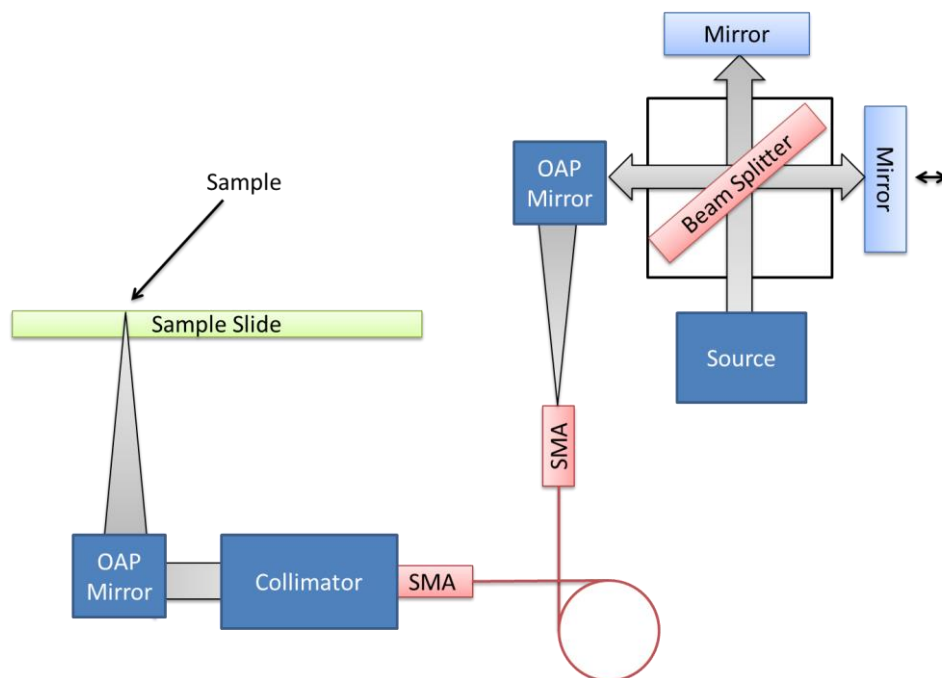 Mirror
Mirror
OAP
Mirror
Beam Splitter
Sample
Sample Slide
Source
SMA
OAP
Mirror
Collimator
SMA